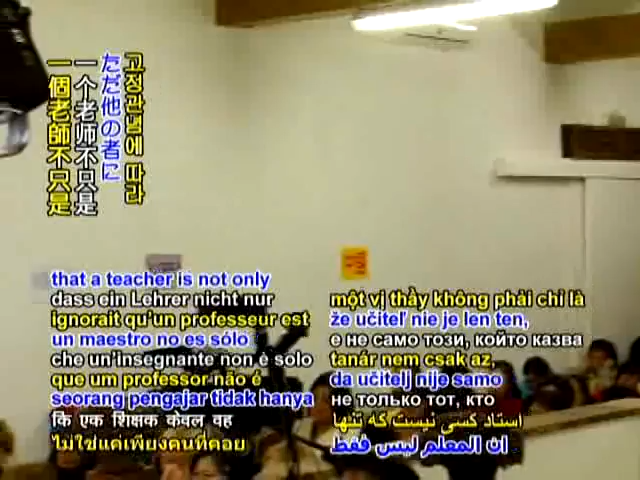 고정관념에 따라
ただ他の者に
一个老师不只是
一個老師不只是
that a teacher is not only
dass ein Lehrer nicht nur
ignorait qu'un professeur est
un maestro no es sólo
che un'insegnante non è solo
que um professor não é
seorang pengajar tidak hanya
कि एक शिक्षक केवल वह
ไม่ใช่แค่เพียงคนที่คอย
một vị thầy không phải chỉ là
že učiteľ nie je len ten,
е не само този, който казва
tanár nem csak az,
da učitelj nije samo
не только тот, кто
استاد کسی نیست که تنها
ان المعلم ليس فقط